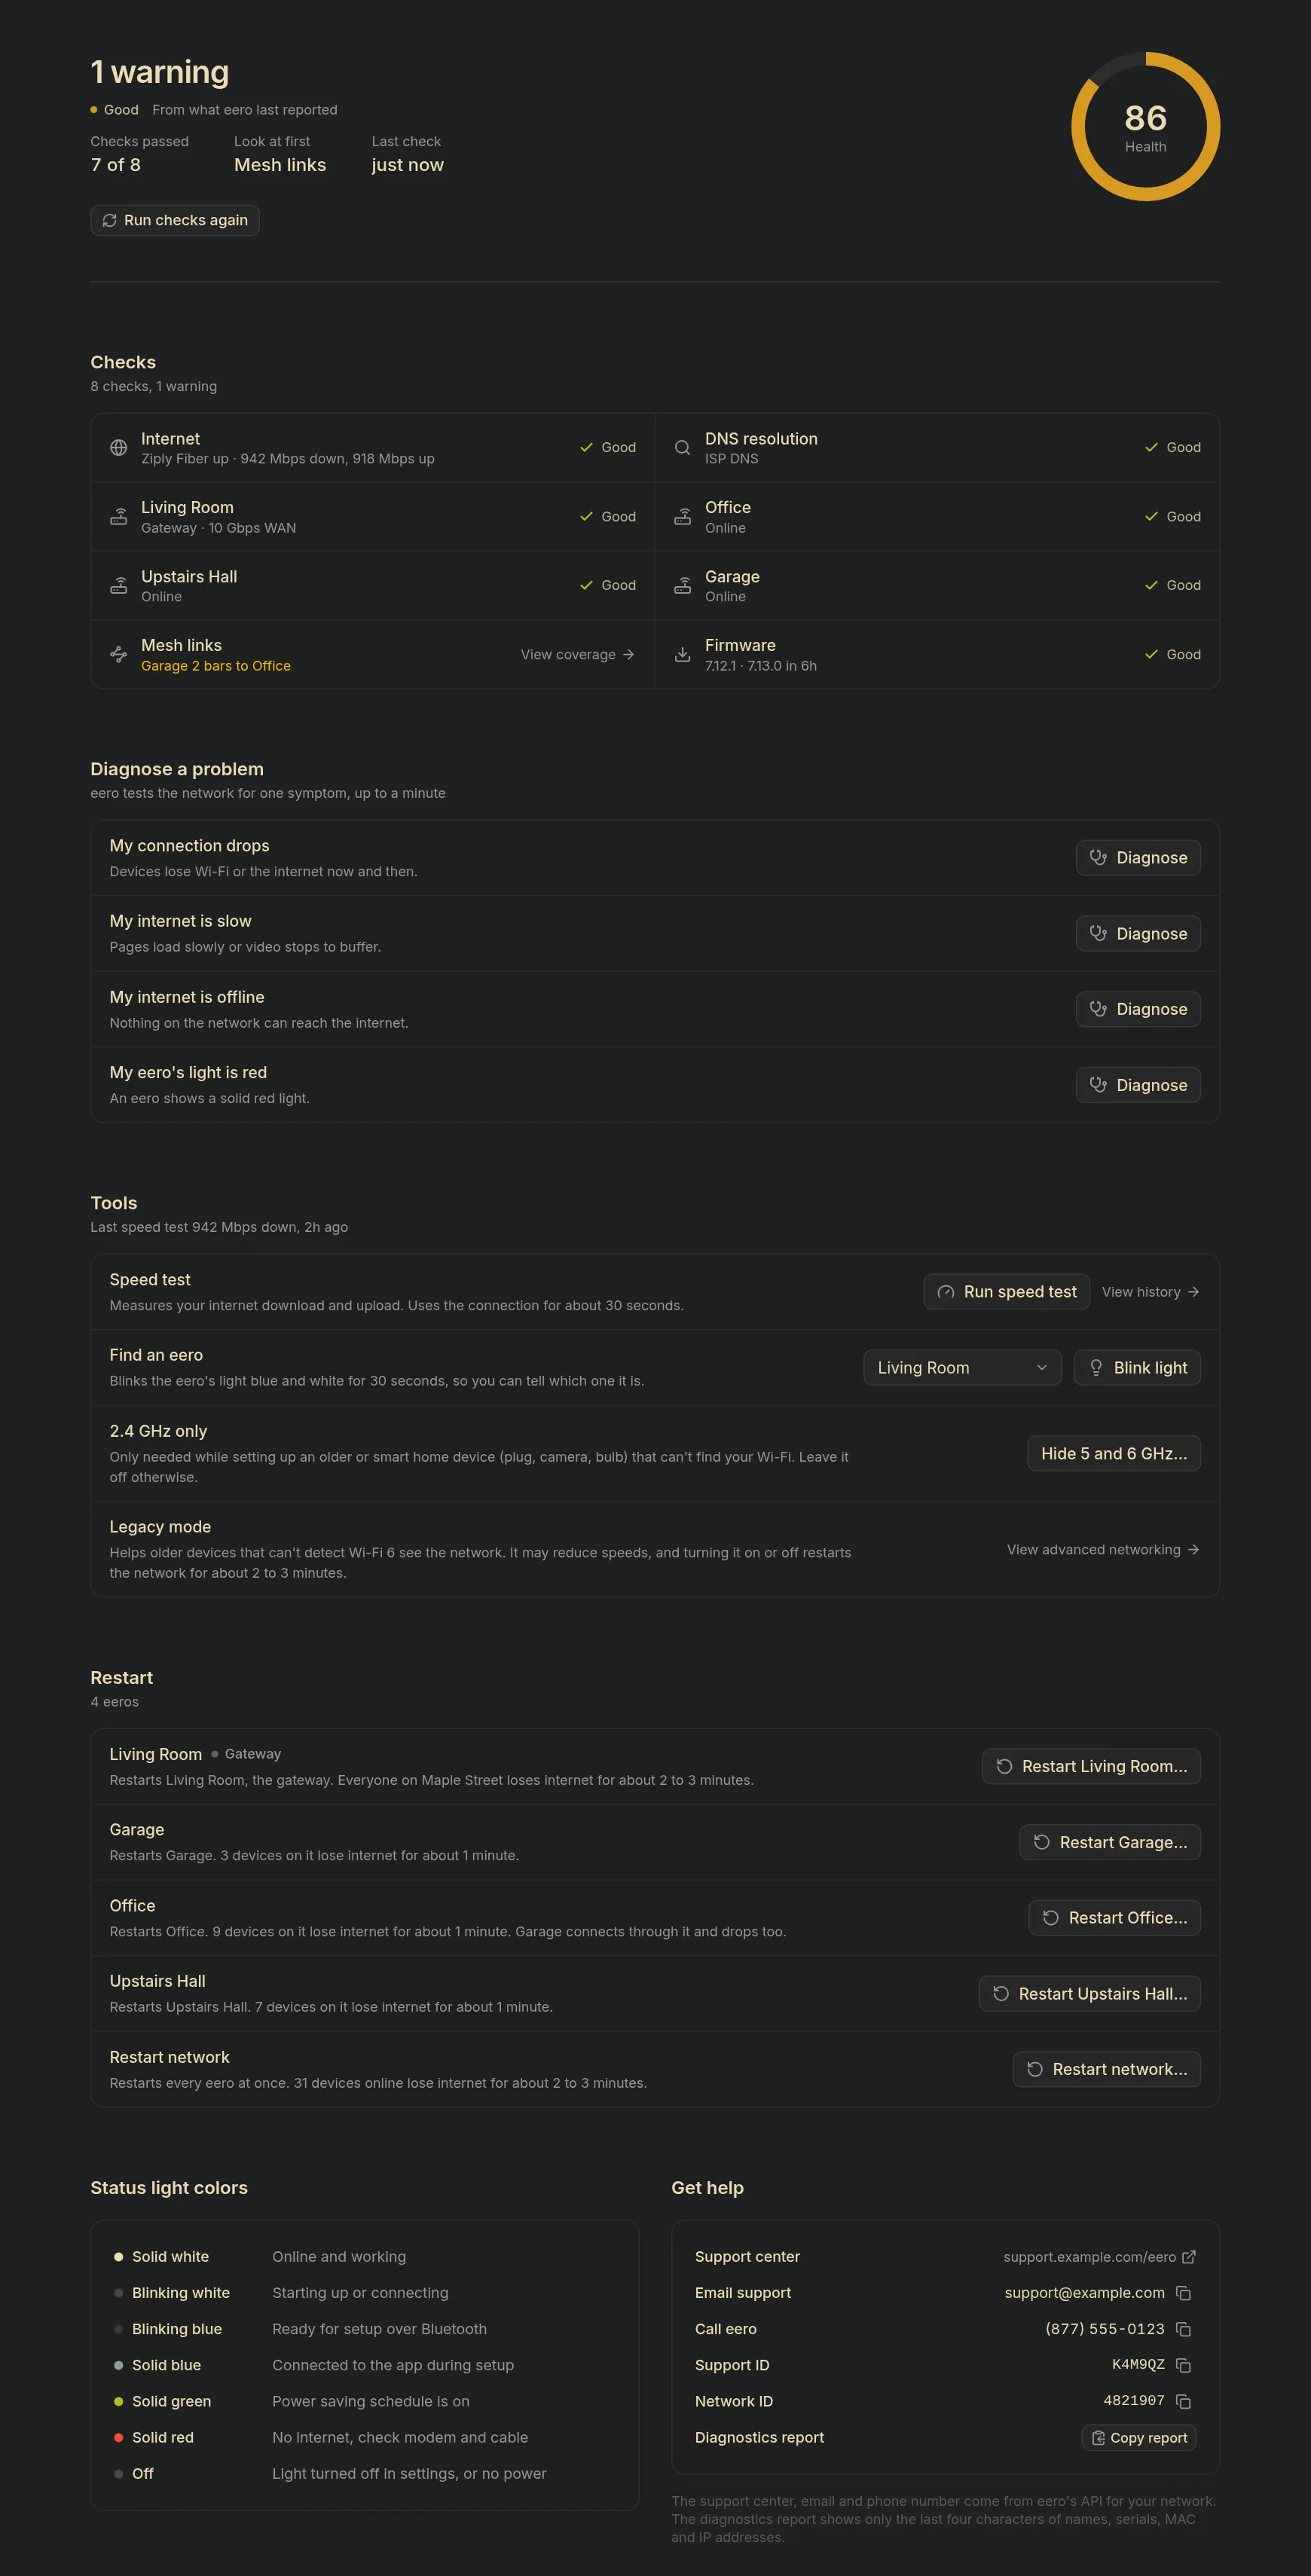 1 warning
Good From what eero last reported
Checks passed Look at first Last check
7 of 8 Mesh links just now
Run checks again
86
Health
Checks
8 checks, 1 warning
Internet
Ziply Fiber up · 942 Mbps down, 918 Mbps up
Good
DNS resolution
ISP DNS
Good
Living Room
Gateway · 10 Gbps WAN
Good
Office
Online
Good
Upstairs Hall
Online
Good
Garage
Online
Good
Mesh links
Garage 2 bars to Office
View coverage
Firmware
7.12.1 · 7.13.0 in 6h
Good
Diagnose a problem
eero tests the network for one symptom, up to a minute
My connection drops
Devices lose Wi-Fi or the internet now and then.
Diagnose
My internet is slow
Pages load slowly or video stops to buffer.
Diagnose
My internet is offline
Nothing on the network can reach the internet.
Diagnose
My eero's light is red
An eero shows a solid red light.
Diagnose
Tools
Last speed test 942 Mbps down, 2h ago
Speed test
Measures your internet download and upload. Uses the connection for about 30 seconds.
Run speed test
View history
Find an eero
Blinks the eero's light blue and white for 30 seconds, so you can tell which one it is.
Living Room
Blink light
2.4 GHz only
Only needed while setting up an older or smart home device (plug, camera, bulb) that can't find your Wi-Fi. Leave it
off otherwise.
Hide 5 and 6 GHz...
Legacy mode
Helps older devices that can't detect Wi-Fi 6 see the network. It may reduce speeds, and turning it on or off restarts
the network for about 2 to 3 minutes.
View advanced networking
Restart
4 eeros
Living Room Gateway
Restarts Living Room, the gateway. Everyone on Maple Street loses internet for about 2 to 3 minutes.
Restart Living Room...
Garage
Restarts Garage. 3 devices on it lose internet for about 1 minute.
Restart Garage...
Office
Restarts Office. 9 devices on it lose internet for about 1 minute. Garage connects through it and drops too.
Restart Office...
Upstairs Hall
Restarts Upstairs Hall. 7 devices on it lose internet for about 1 minute.
Restart Upstairs Hall...
Restart network
Restarts every eero at once. 31 devices online lose internet for about 2 to 3 minutes.
Restart network...
Status light colors
Solid white Online and working
Blinking white Starting up or connecting
Blinking blue Ready for setup over Bluetooth
Solid blue Connected to the app during setup
Solid green Power saving schedule is on
Solid red No internet, check modem and cable
Off Light turned off in settings, or no power
Get help
Support center support.example.com/eero
Email support support@example.com
Call eero (877) 555-0123
Support ID K4M9QZ
Network ID 4821907
Diagnostics report Copy report
The support center, email and phone number come from eero's API for your network.
The diagnostics report shows only the last four characters of names, serials, MAC
and IP addresses.